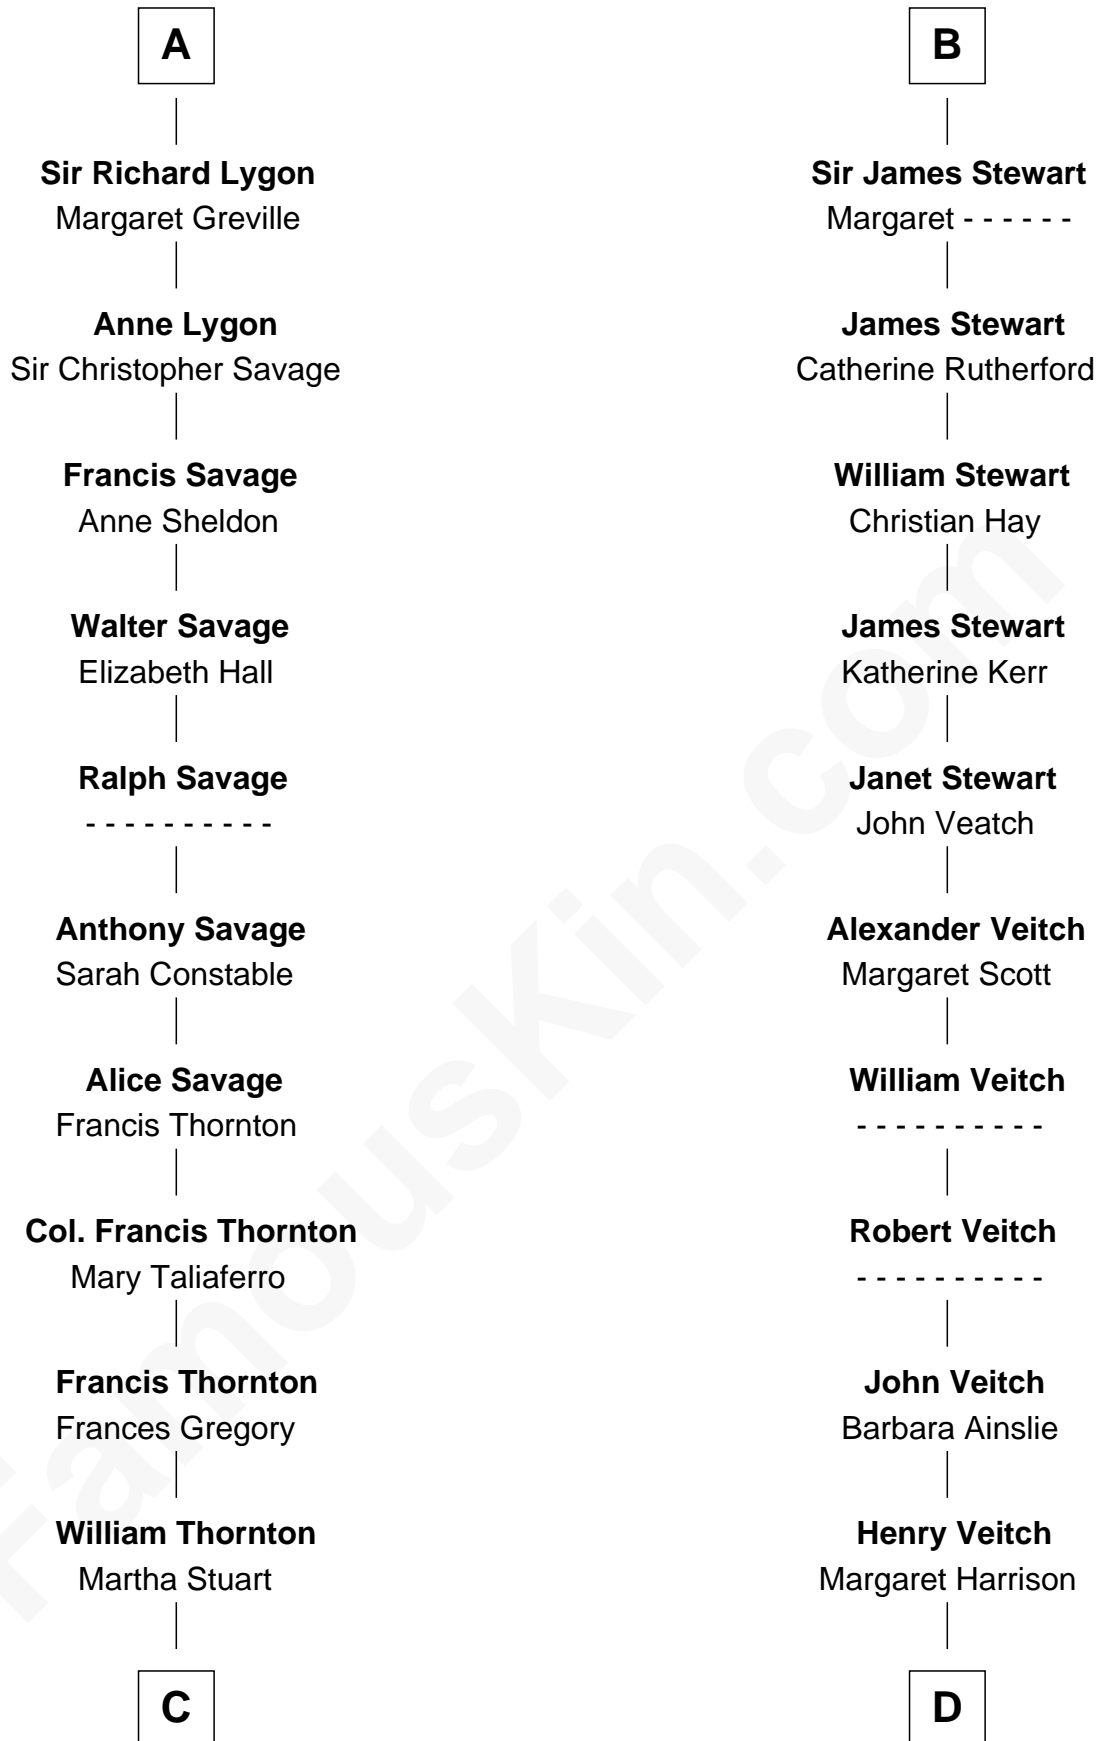 A
Sir Richard Lygon
Margaret Greville
Anne Lygon
Sir Christopher Savage
Francis Savage
Anne Sheldon
Walter Savage
Elizabeth Hall
Ralph Savage
- - - - - - - - - -
Anthony Savage
Sarah Constable
Alice Savage
Francis Thornton
Col. Francis Thornton
Mary Taliaferro
Francis Thornton
Frances Gregory
William Thornton
Martha Stuart
C
B
Sir James Stewart
Margaret - - - - - -
James Stewart
Catherine Rutherford
William Stewart
Christian Hay
James Stewart
Katherine Kerr
Janet Stewart
John Veatch
Alexander Veitch
Margaret Scott
William Veitch
- - - - - - - - - -
Robert Veitch
- - - - - - - - - -
John Veitch
Barbara Ainslie
Henry Veitch
Margaret Harrison
D
FamousKin.com